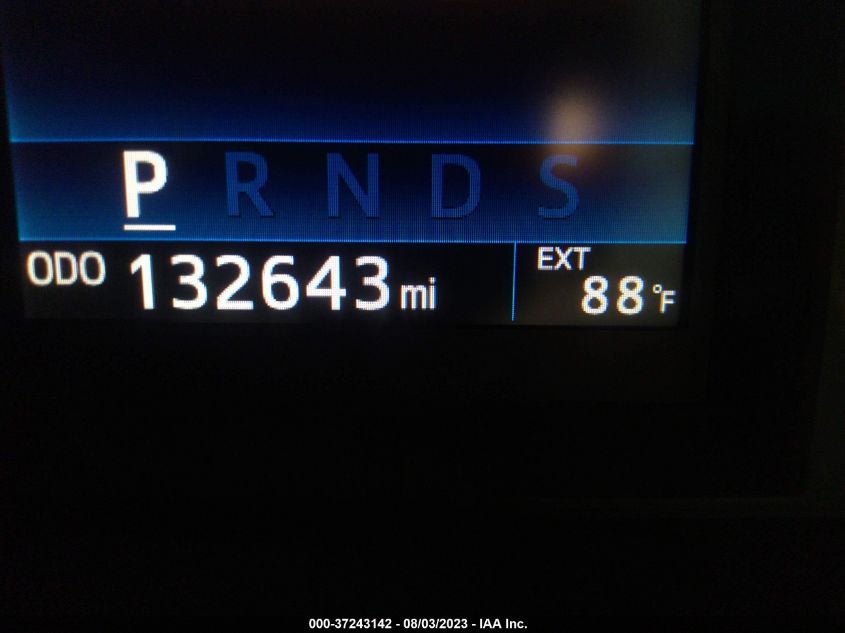 P R N D S
ODO 132643 mi EXT 88 °F
000-37243142 - 08/03/2023 - IAA Inc.